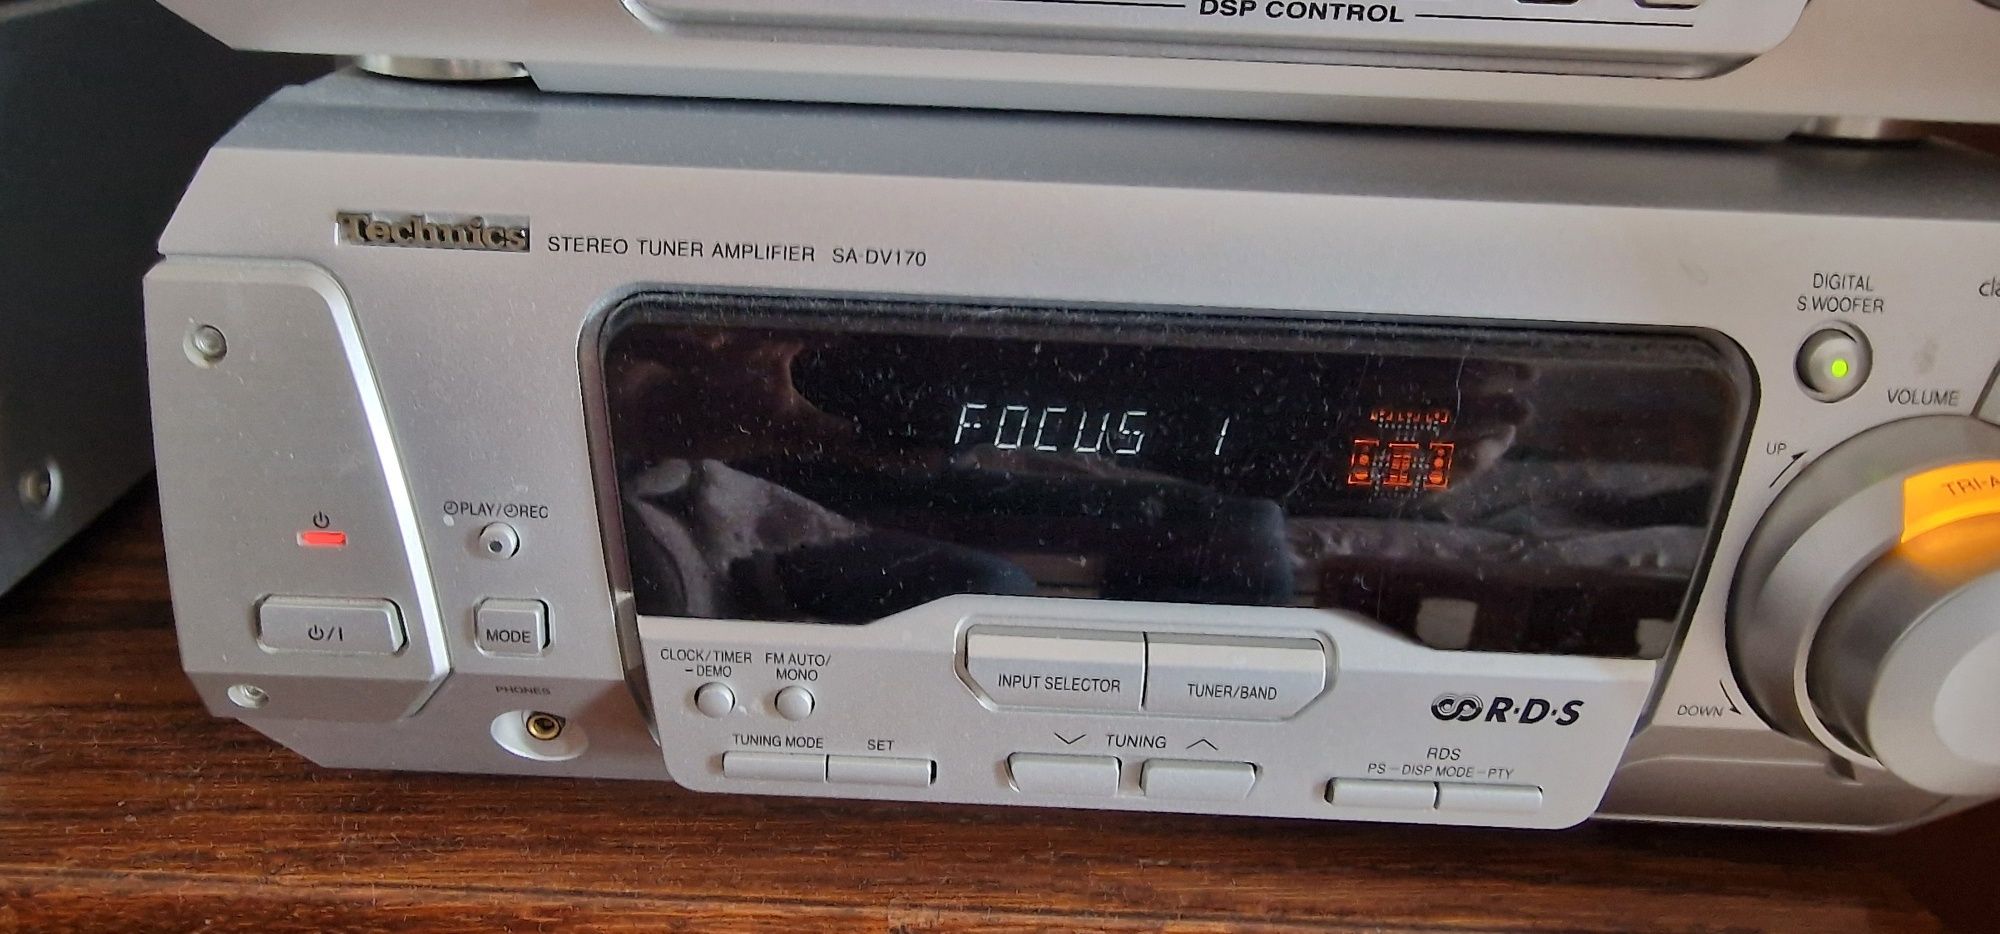 DSP CONTROL
Technics STEREO TUNER AMPLIFIER SA-DV170
DIGITAL
S.WOOFER
VOLUME
FOCUS 1
UP
TRI-A
PLAY/ REC
/I
MODE
PHONES
CLOCK/TIMER
–DEMO
FM AUTO/
MONO
INPUT SELECTOR
TUNER/BAND
R·D·S
DOWN
TUNING MODE
SET
TUNING
RDS
PS – DISP MODE – PTY